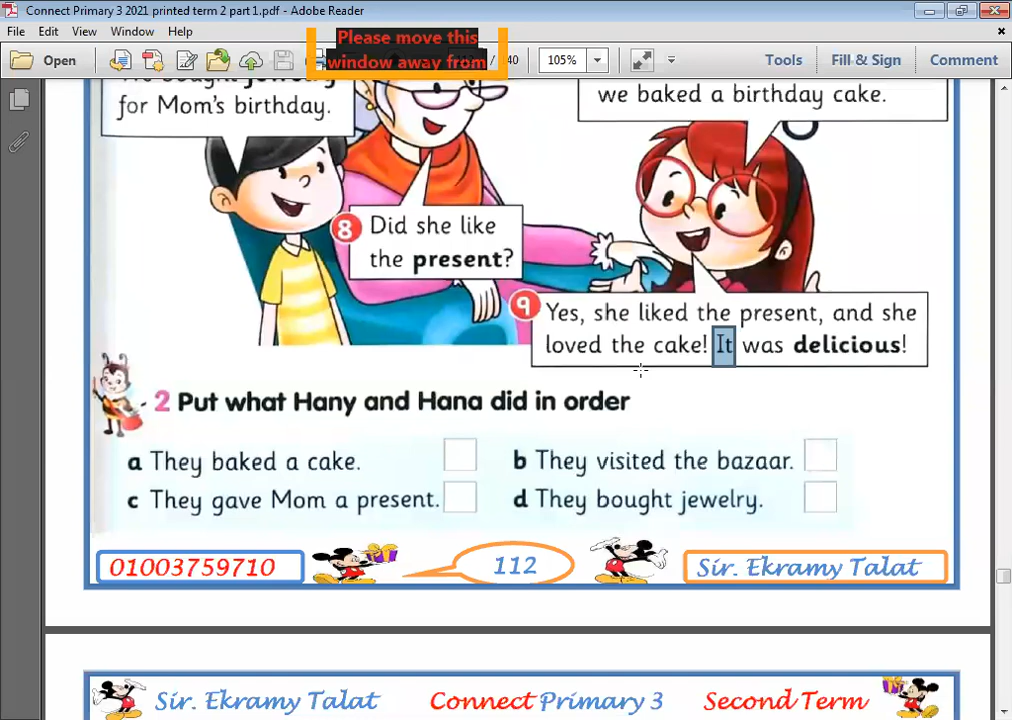 Connect Primary 3 2021 printed term 2 part 1.pdf - Adobe Reader
File Edit View Window Help
Please move this
window away from
Open / 40 105% Tools Fill & Sign Comment
we baked a birthday cake.
for Mom's birthday.
8 Did she like
the present?
9 Yes, she liked the present, and she
loved the cake! It was delicious!
2 Put what Hany and Hana did in order
a They baked a cake.
b They visited the bazaar.
c They gave Mom a present.
d They bought jewelry.
01003759710
112
Sir. Ekramy Talat
Sir. Ekramy Talat Connect Primary 3 Second Term